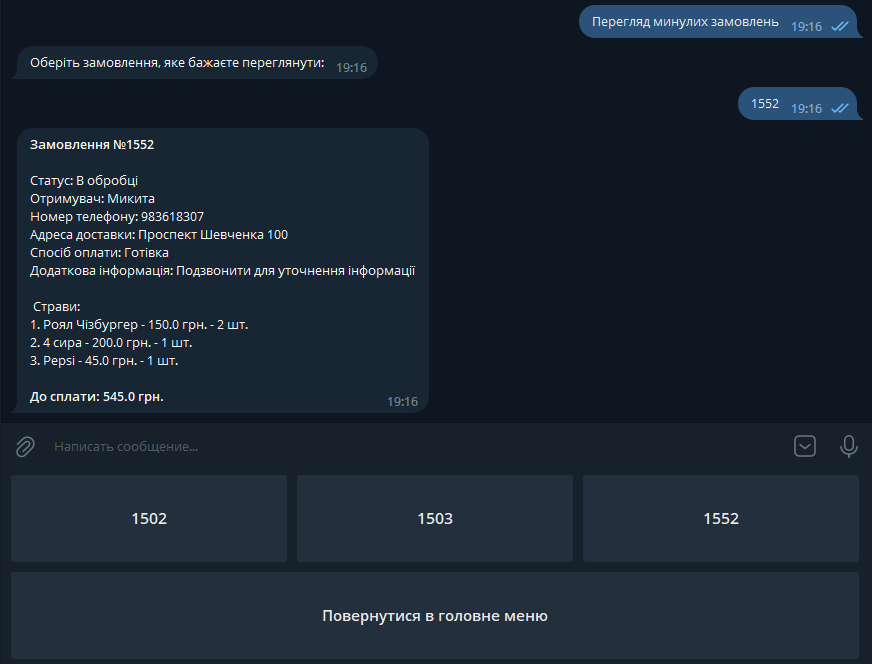 Перегляд минулих замовлень 19:16
Оберіть замовлення, яке бажаєте переглянути: 19:16
1552 19:16
Замовлення №1552
Статус: В обробці
Отримувач: Микита
Номер телефону: 983618307
Адреса доставки: Проспект Шевченка 100
Спосіб оплати: Готівка
Додаткова інформація: Подзвонити для уточнення інформації
Страви:
1. Роял Чізбургер - 150.0 грн. - 2 шт.
2. 4 сира - 200.0 грн. - 1 шт.
3. Pepsi - 45.0 грн. - 1 шт.
До сплати: 545.0 грн.
19:16
Написать сообщение...
1502 1503 1552
Повернутися в головне меню